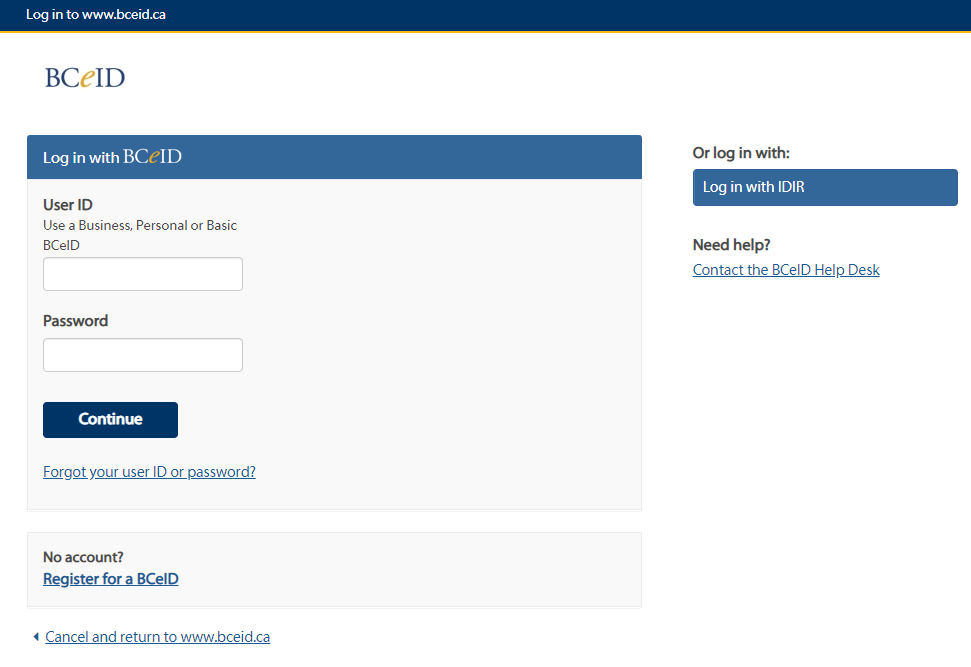 Log in to www.bceid.ca
BCeID
Log in with BCeID
User ID
Use a Business, Personal or Basic
BCeID
Password
Continue
Forgot your user ID or password?
No account?
Register for a BCeID
Cancel and return to www.bceid.ca
Or log in with:
Log in with IDIR
Need help?
Contact the BCeID Help Desk